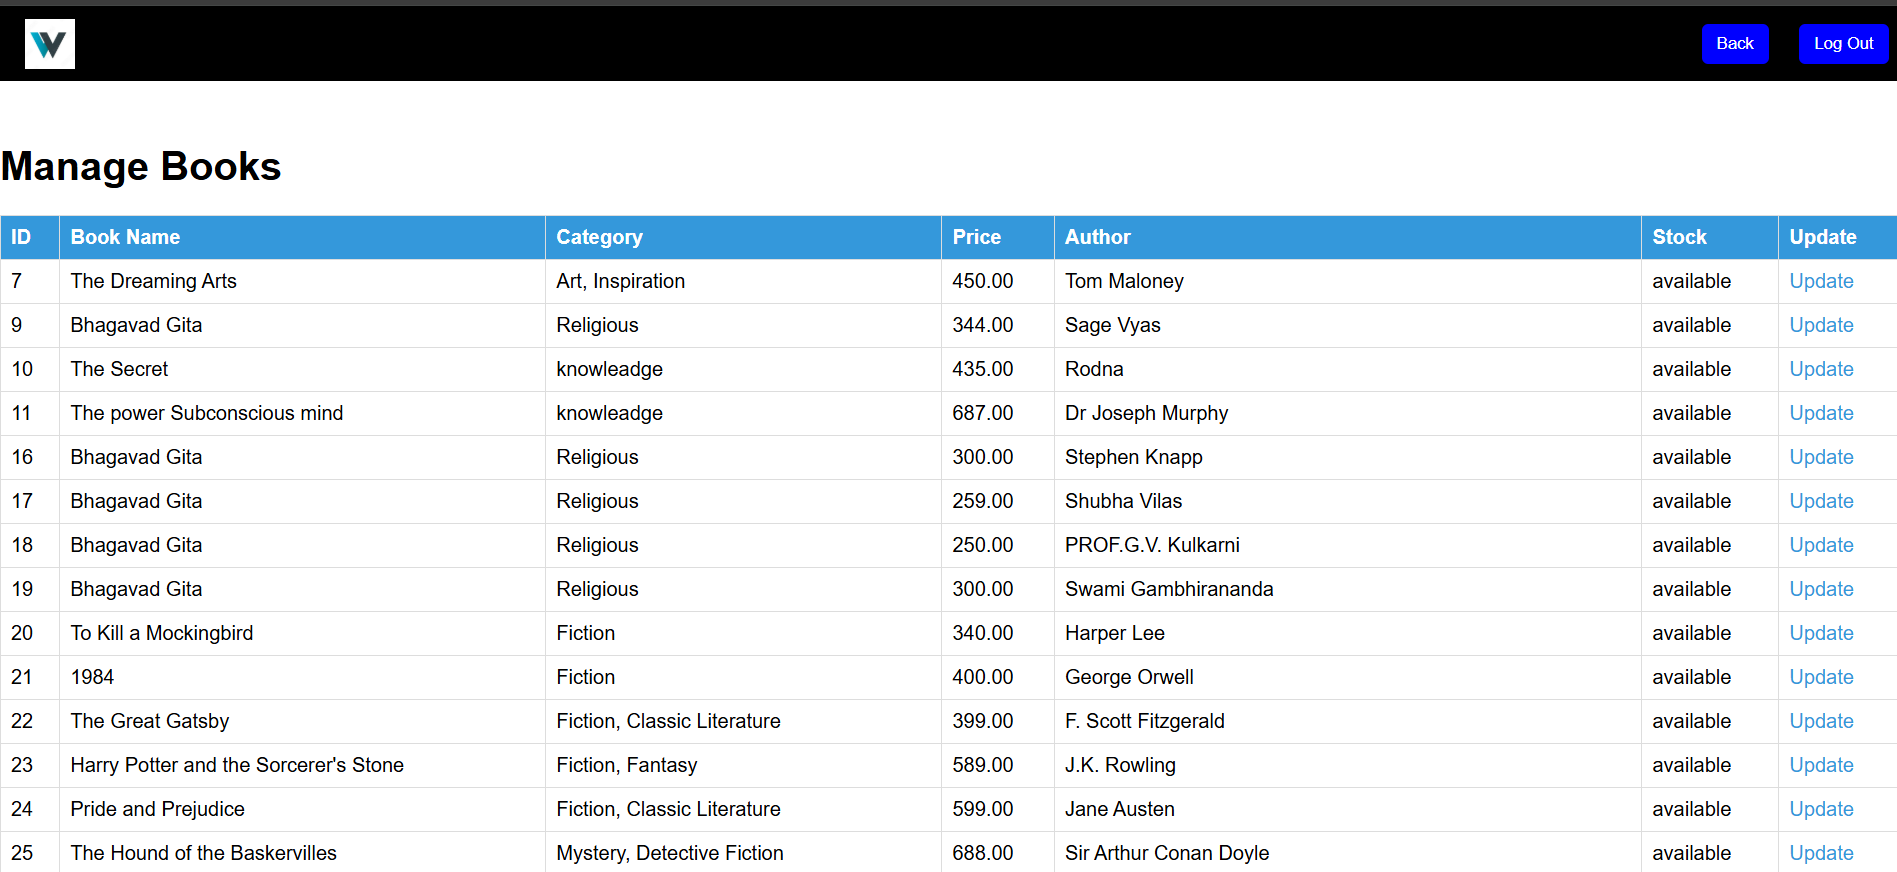 W
Back Log Out
Manage Books
ID Book Name Category Price Author Stock Update
7 The Dreaming Arts Art, Inspiration 450.00 Tom Maloney available Update
9 Bhagavad Gita Religious 344.00 Sage Vyas available Update
10 The Secret knowleadge 435.00 Rodna available Update
11 The power Subconscious mind knowleadge 687.00 Dr Joseph Murphy available Update
16 Bhagavad Gita Religious 300.00 Stephen Knapp available Update
17 Bhagavad Gita Religious 259.00 Shubha Vilas available Update
18 Bhagavad Gita Religious 250.00 PROF.G.V. Kulkarni available Update
19 Bhagavad Gita Religious 300.00 Swami Gambhirananda available Update
20 To Kill a Mockingbird Fiction 340.00 Harper Lee available Update
21 1984 Fiction 400.00 George Orwell available Update
22 The Great Gatsby Fiction, Classic Literature 399.00 F. Scott Fitzgerald available Update
23 Harry Potter and the Sorcerer's Stone Fiction, Fantasy 589.00 J.K. Rowling available Update
24 Pride and Prejudice Fiction, Classic Literature 599.00 Jane Austen available Update
25 The Hound of the Baskervilles Mystery, Detective Fiction 688.00 Sir Arthur Conan Doyle available Update